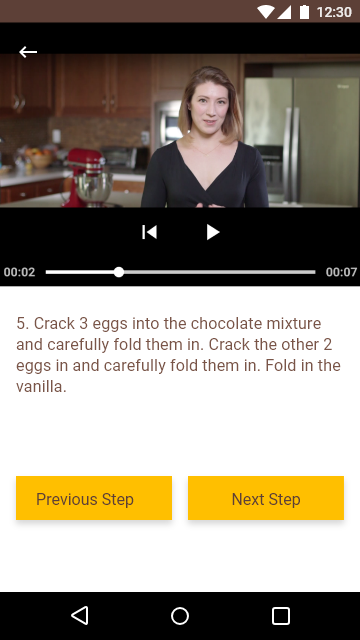 12:30
00:02
00:07
5. Crack 3 eggs into the chocolate mixture
and carefully fold them in. Crack the other 2
eggs in and carefully fold them in. Fold in the
vanilla.
Previous Step
Next Step